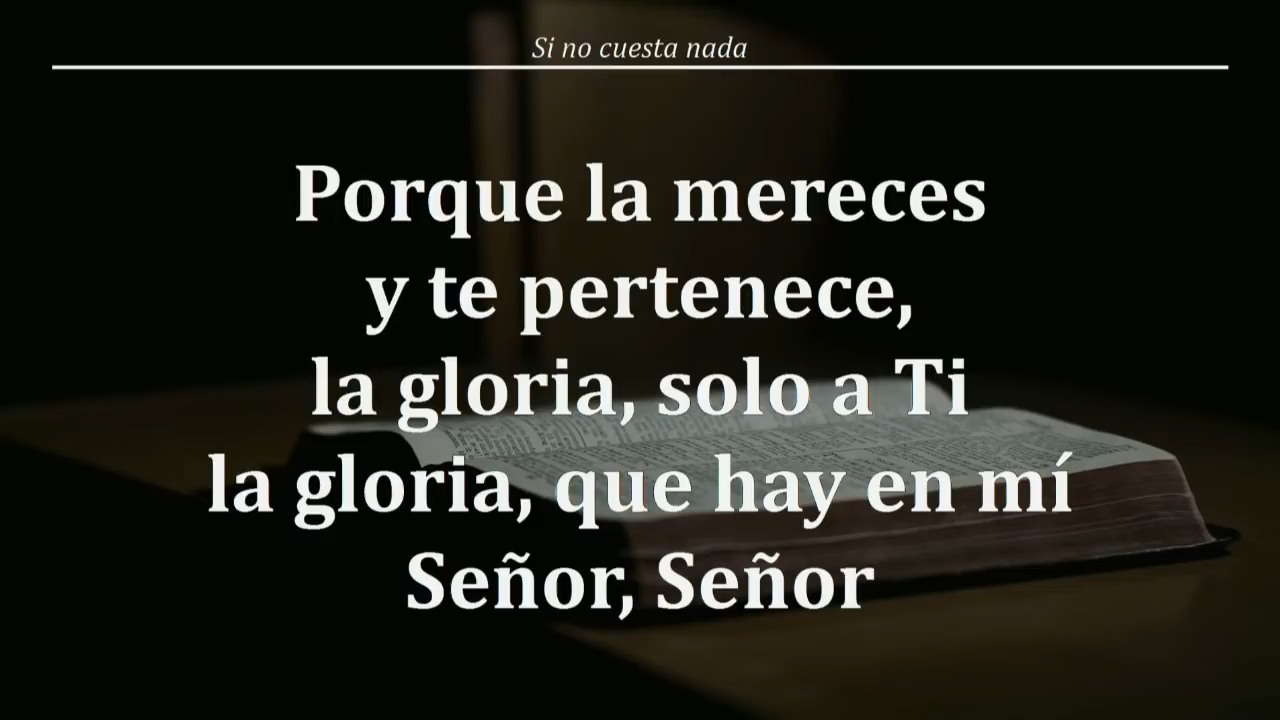 Si no cuesta nada
Porque la mereces
y te pertenece,
la gloria, solo a Ti
la gloria, que hay en mí
Señor, Señor